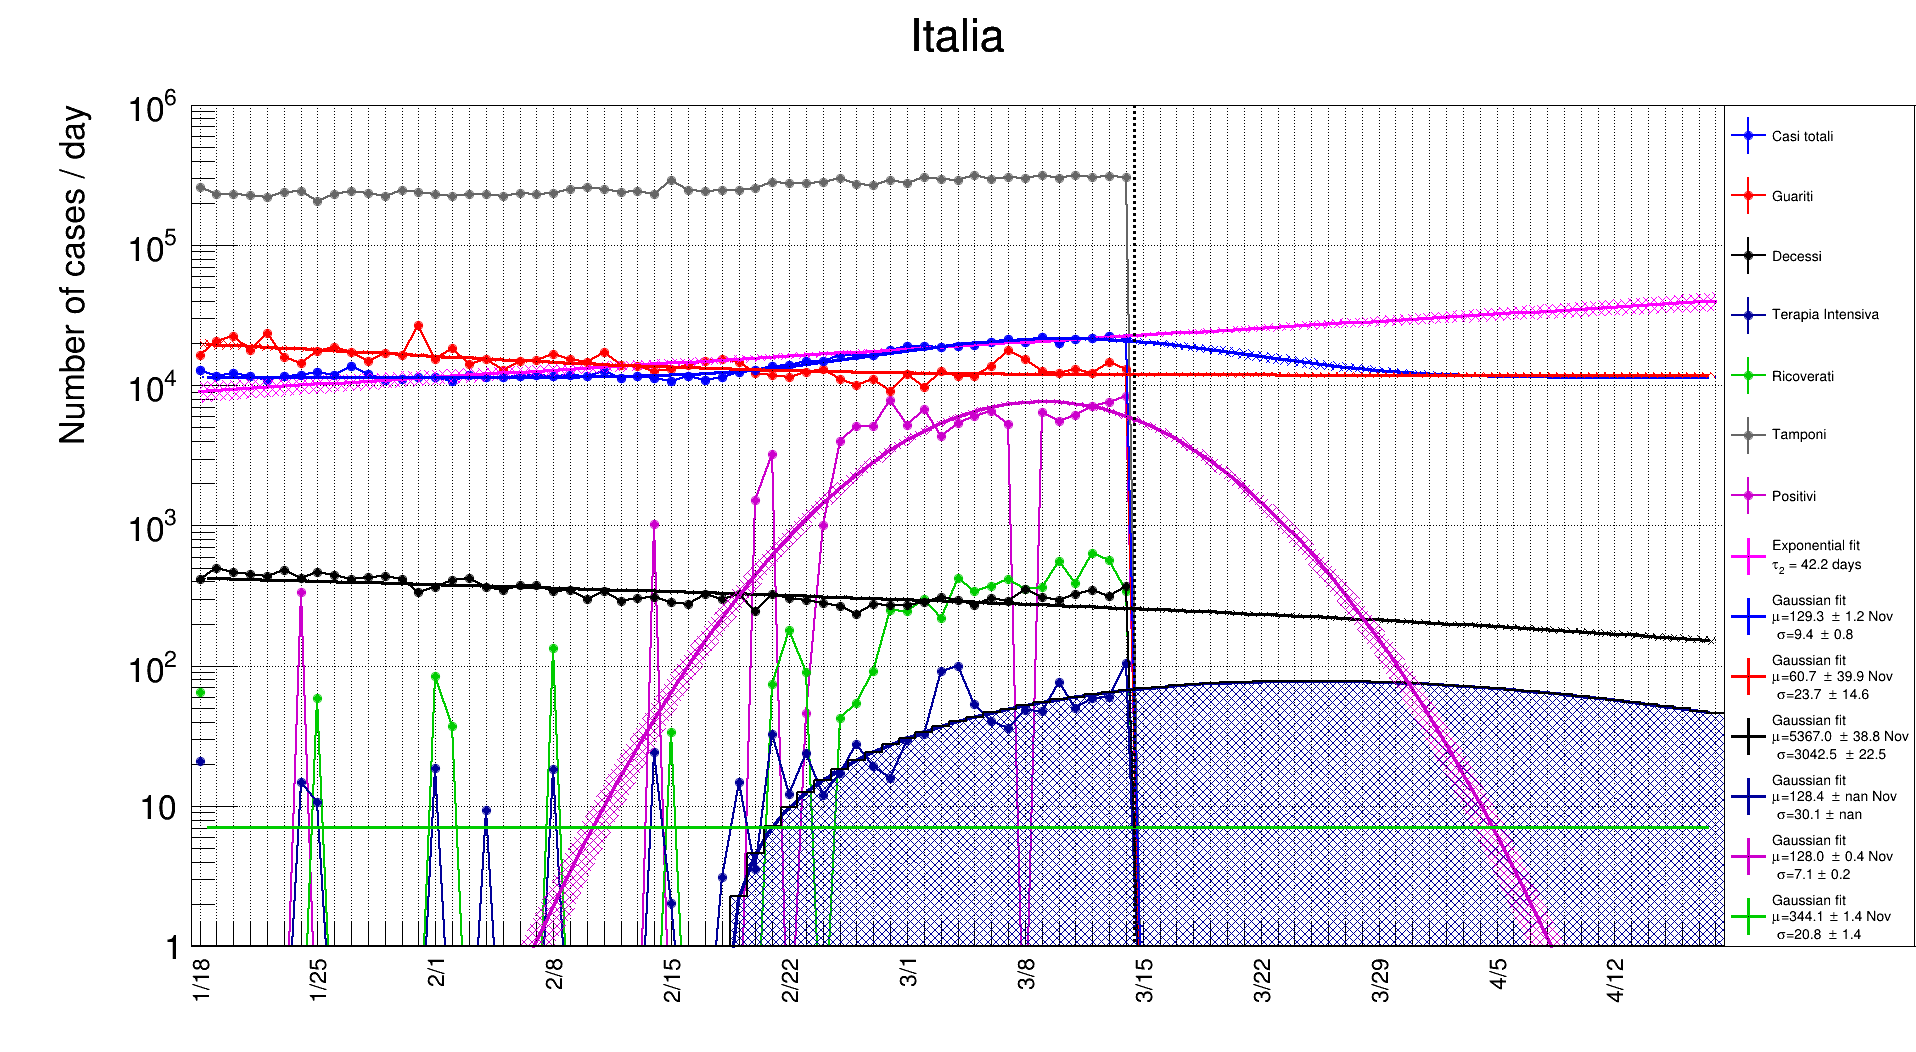 Italia
Number of cases / day
10^6
10^5
10^4
10^3
10^2
10
1
1/18
1/25
2/1
2/8
2/15
2/22
3/1
3/8
3/15
3/22
3/29
4/5
4/12
Casi totali
Guariti
Decessi
Terapia Intensiva
Ricoverati
Tamponi
Positivi
Exponential fit
τ₂ = 42.2 days
Gaussian fit
μ=129.3 ± 1.2 Nov
σ=9.4 ± 0.8
Gaussian fit
μ=60.7 ± 39.9 Nov
σ=23.7 ± 14.6
Gaussian fit
μ=5367.0 ± 38.8 Nov
σ=3042.5 ± 22.5
Gaussian fit
μ=128.4 ± nan Nov
σ=30.1 ± nan
Gaussian fit
μ=128.0 ± 0.4 Nov
σ=7.1 ± 0.2
Gaussian fit
μ=344.1 ± 1.4 Nov
σ=20.8 ± 1.4